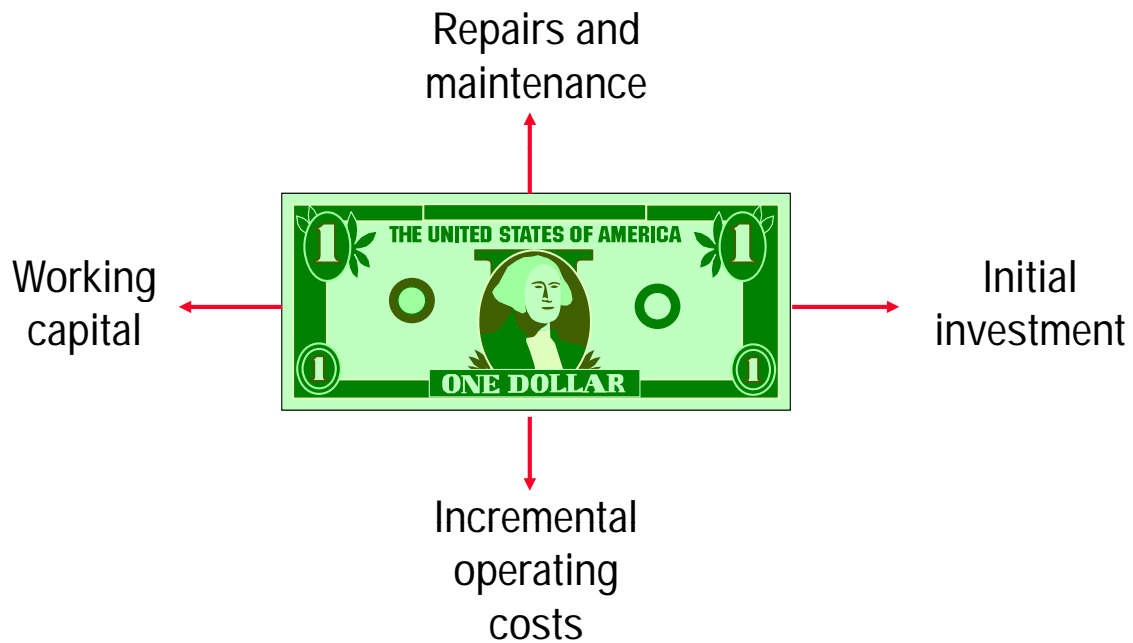 Repairs and
maintenance
1
THE UNITED STATES OF AMERICA
1
Working
capital
Initial
investment
1
ONE DOLLAR
1
Incremental
operating
costs